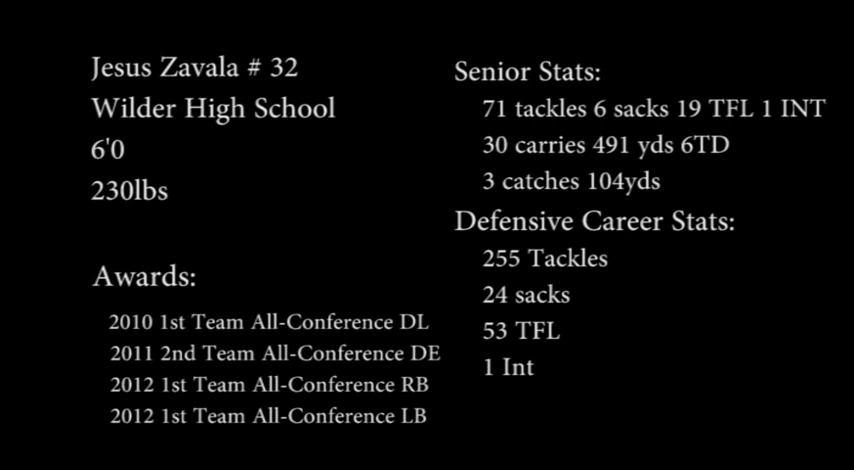 Jesus Zavala # 32
Wilder High School
6'0
230lbs
Awards:
2010 1st Team All-Conference DL
2011 2nd Team All-Conference DE
2012 1st Team All-Conference RB
2012 1st Team All-Conference LB
Senior Stats:
71 tackles 6 sacks 19 TFL 1 INT
30 carries 491 yds 6TD
3 catches 104yds
Defensive Career Stats:
255 Tackles
24 sacks
53 TFL
1 Int